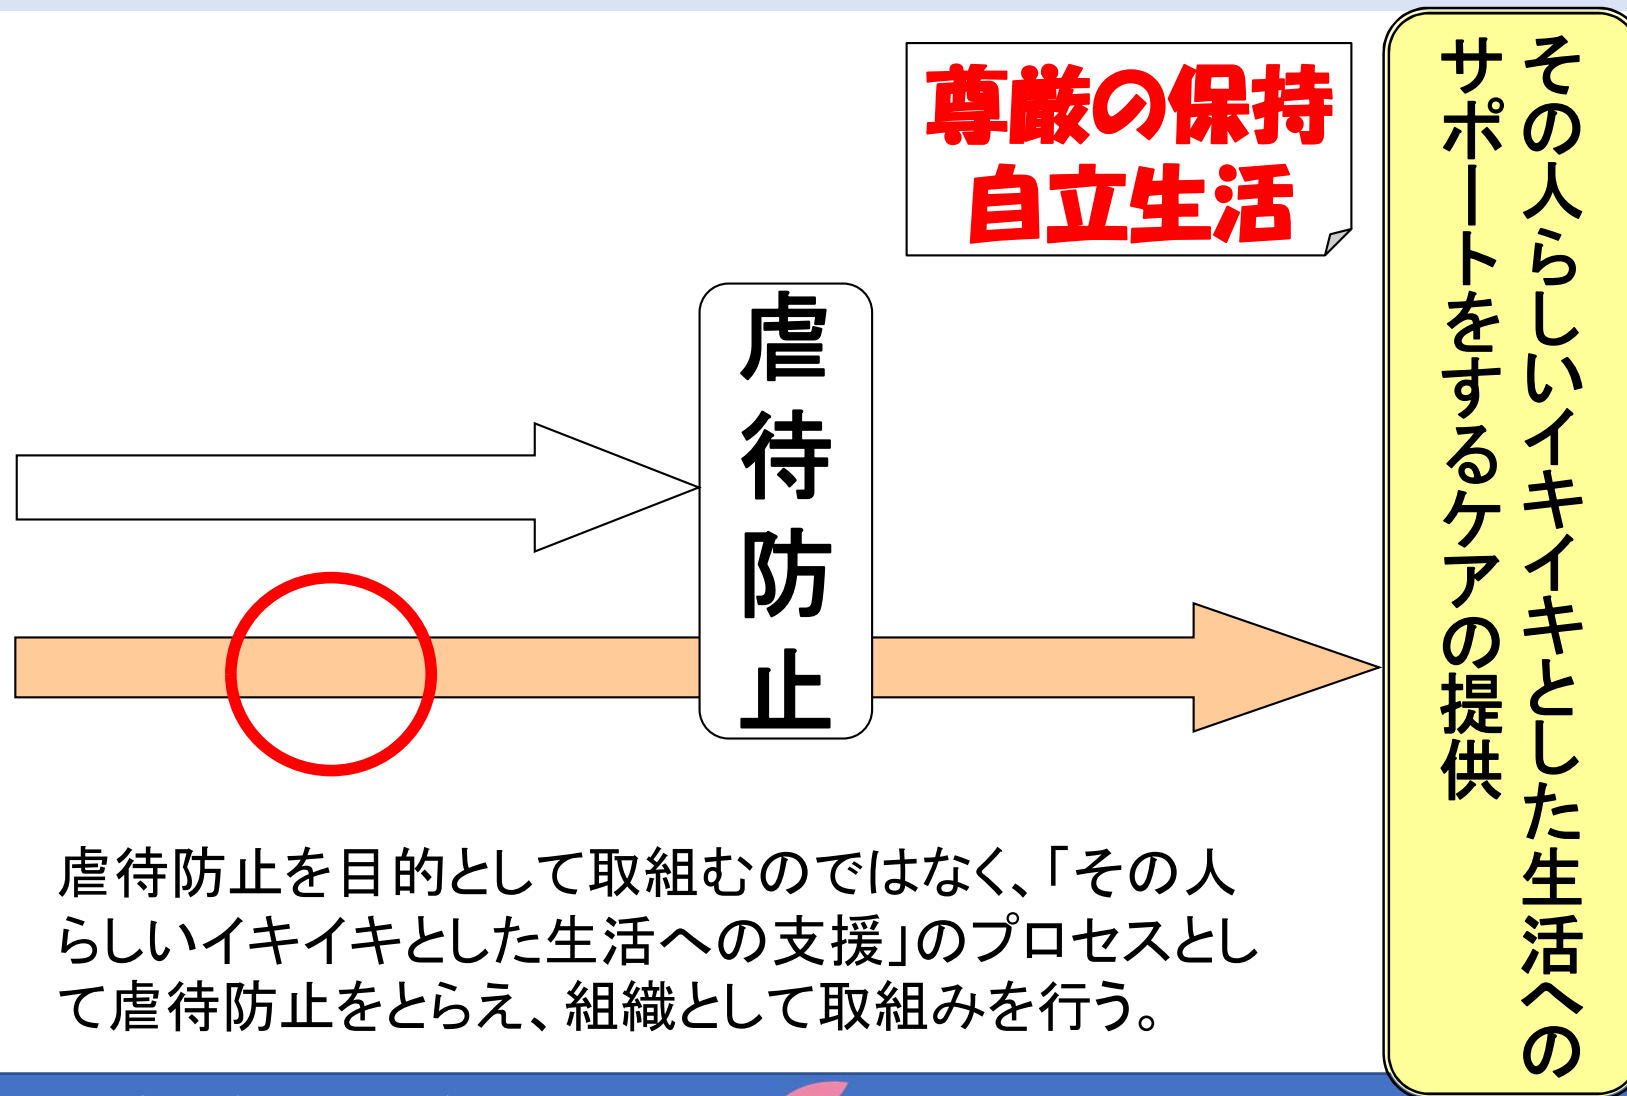 尊厳の保持
自立生活
虐待防止
その人らしいイキイキとした生活への
サポートをするケアの提供
虐待防止を目的として取組むのではなく、「その人
らしいイキイキとした生活への支援」のプロセスとし
て虐待防止をとらえ、組織として取組みを行う。